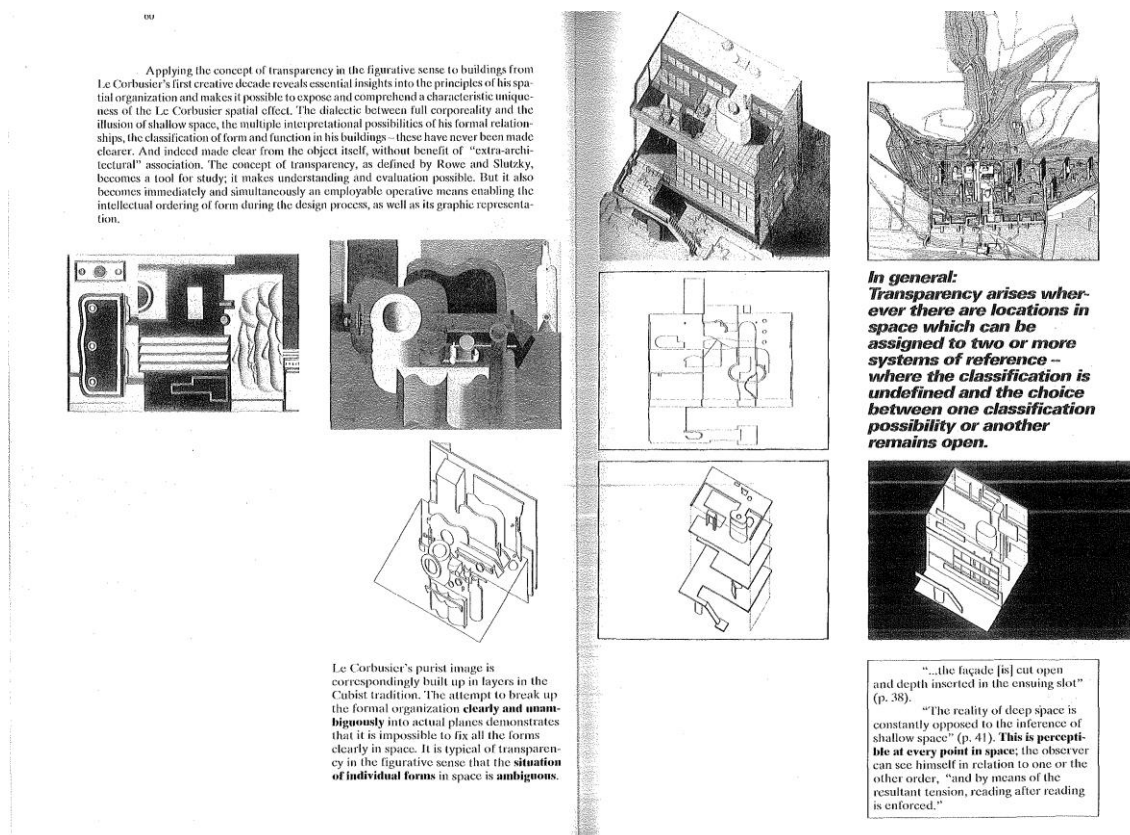 60
Applying the concept of transparency in the figurative sense to buildings from
Le Corbusier's first creative decade reveals essential insights into the principles of his spa-
tial organization and makes it possible to expose and comprehend a characteristic unique-
ness of the Le Corbusier spatial effect. The dialectic between full corporeality and the
illusion of shallow space, the multiple interpretational possibilities of his formal relation-
ships, the classification of form and function in his buildings – these have never been made
clearer. And indeed made clear from the object itself, without benefit of "extra-archi-
tectural" association. The concept of transparency, as defined by Rowe and Slutzky,
becomes a tool for study; it makes understanding and evaluation possible. But it also
becomes immediately and simultaneously an employable operative means enabling the
intellectual ordering of form during the design process, as well as its graphic representa-
tion.
Le Corbusier's purist image is
correspondingly built up in layers in the
Cubist tradition. The attempt to break up
the formal organization clearly and unam-
biguously into actual planes demonstrates
that it is impossible to fix all the forms
clearly in space. It is typical of transparen-
cy in the figurative sense that the situation
of individual forms in space is ambiguous.
In general:
Transparency arises wher-
ever there are locations in
space which can be
assigned to two or more
systems of reference –
where the classification is
undefined and the choice
between one classification
possibility or another
remains open.
"...the façade [is] cut open
and depth inserted in the ensuing slot"
(p. 38).
"The reality of deep space is
constantly opposed to the inference of
shallow space" (p. 41). This is percepti-
ble at every point in space; the observer
can see himself in relation to one or the
other order, "and by means of the
resultant tension, reading after reading
is enforced."